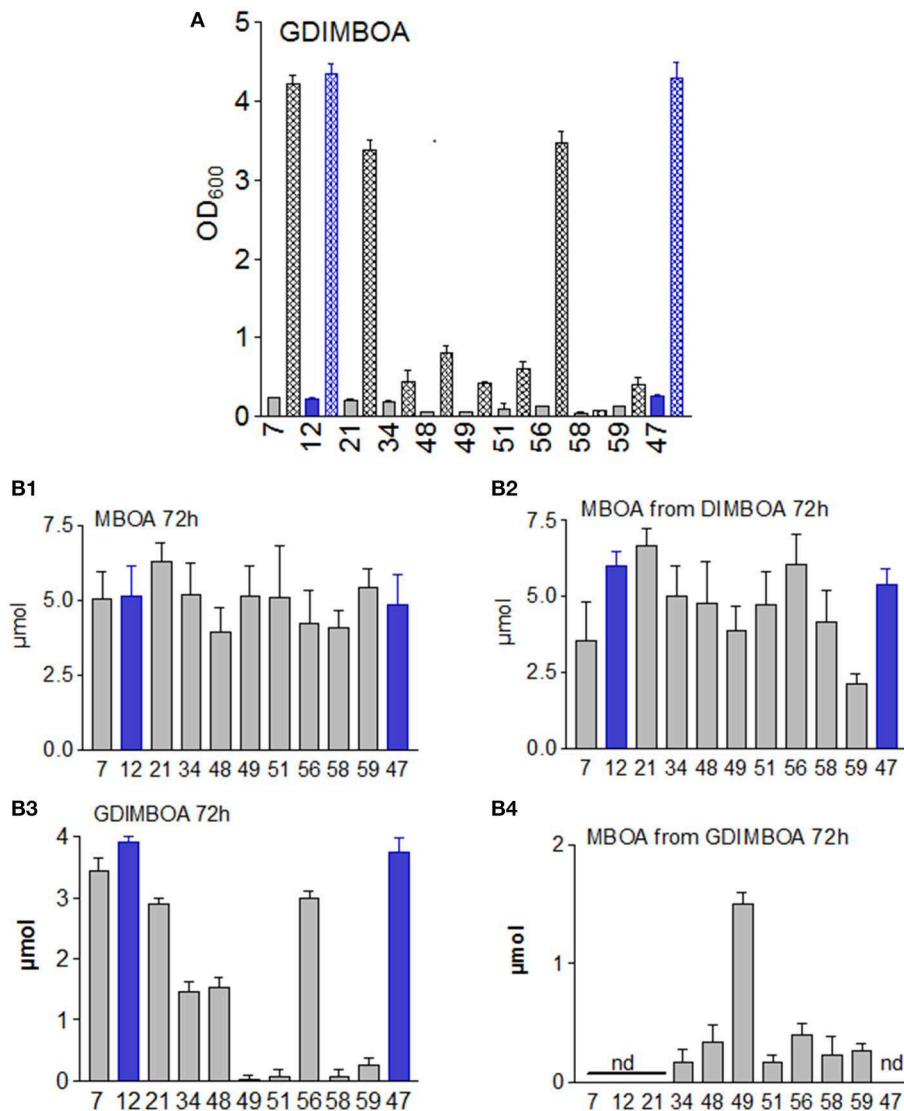 A
GDIMBOA
5
4
3
2
1
0
OD600
7 12 21 34 48 49 51 56 58 59 47
B1
MBOA 72h
7.5
5.0
2.5
0.0
µmol
7 12 21 34 48 49 51 56 58 59 47
B2
MBOA from DIMBOA 72h
7.5
5.0
2.5
0.0
µmol
7 12 21 34 48 49 51 56 58 59 47
B3
GDIMBOA 72h
4
3
2
1
0
µmol
7 12 21 34 48 49 51 56 58 59 47
B4
MBOA from GDIMBOA 72h
2
1
0
µmol
nd
nd
7 12 21 34 48 49 51 56 58 59 47